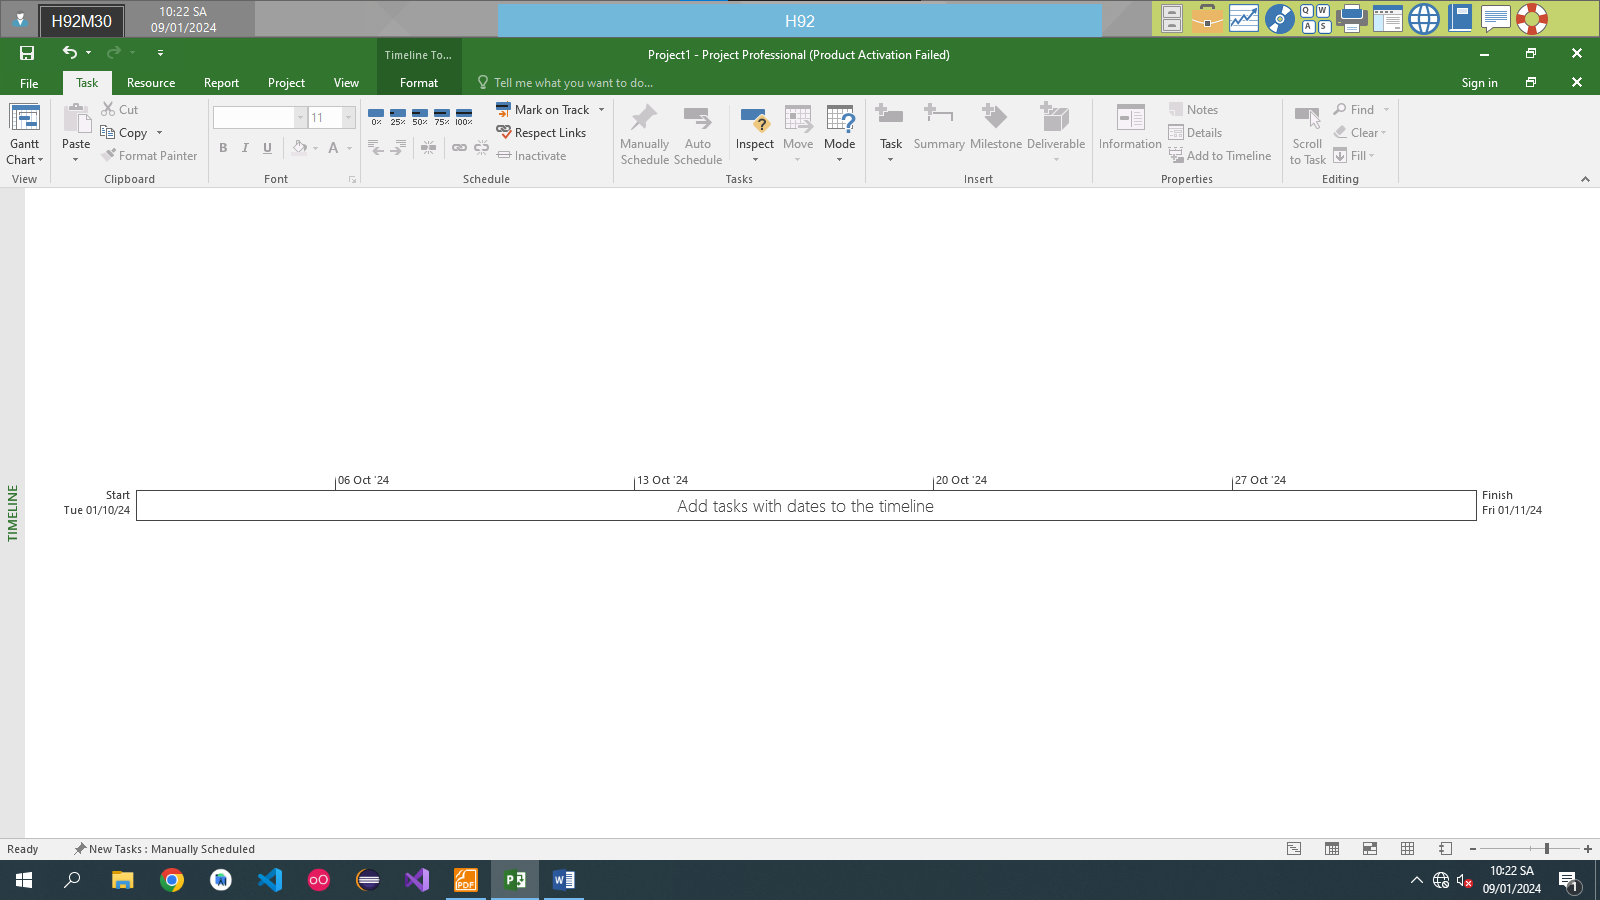 H92M30
10:22 SA
09/01/2024
H92
Q W
A S
Timeline To...
Project1 - Project Professional (Product Activation Failed)
File
Task
Resource
Report
Project
View
Format
Tell me what you want to do...
Sign in
Gantt
Chart
View
Paste
Cut
Copy
Format Painter
Clipboard
11
B I U A
Font
0% 25% 50% 75% 100%
Mark on Track
Respect Links
Inactivate
Schedule
Manually
Schedule
Auto
Schedule
Inspect
Move
Mode
Tasks
Task
Summary
Milestone
Deliverable
Insert
Information
Notes
Details
Add to Timeline
Properties
Scroll
to Task
Find
Clear
Fill
Editing
TIMELINE
06 Oct '24
13 Oct '24
20 Oct '24
27 Oct '24
Start
Tue 01/10/24
Add tasks with dates to the timeline
Finish
Fri 01/11/24
Ready
New Tasks : Manually Scheduled
PDF
10:22 SA
09/01/2024
1